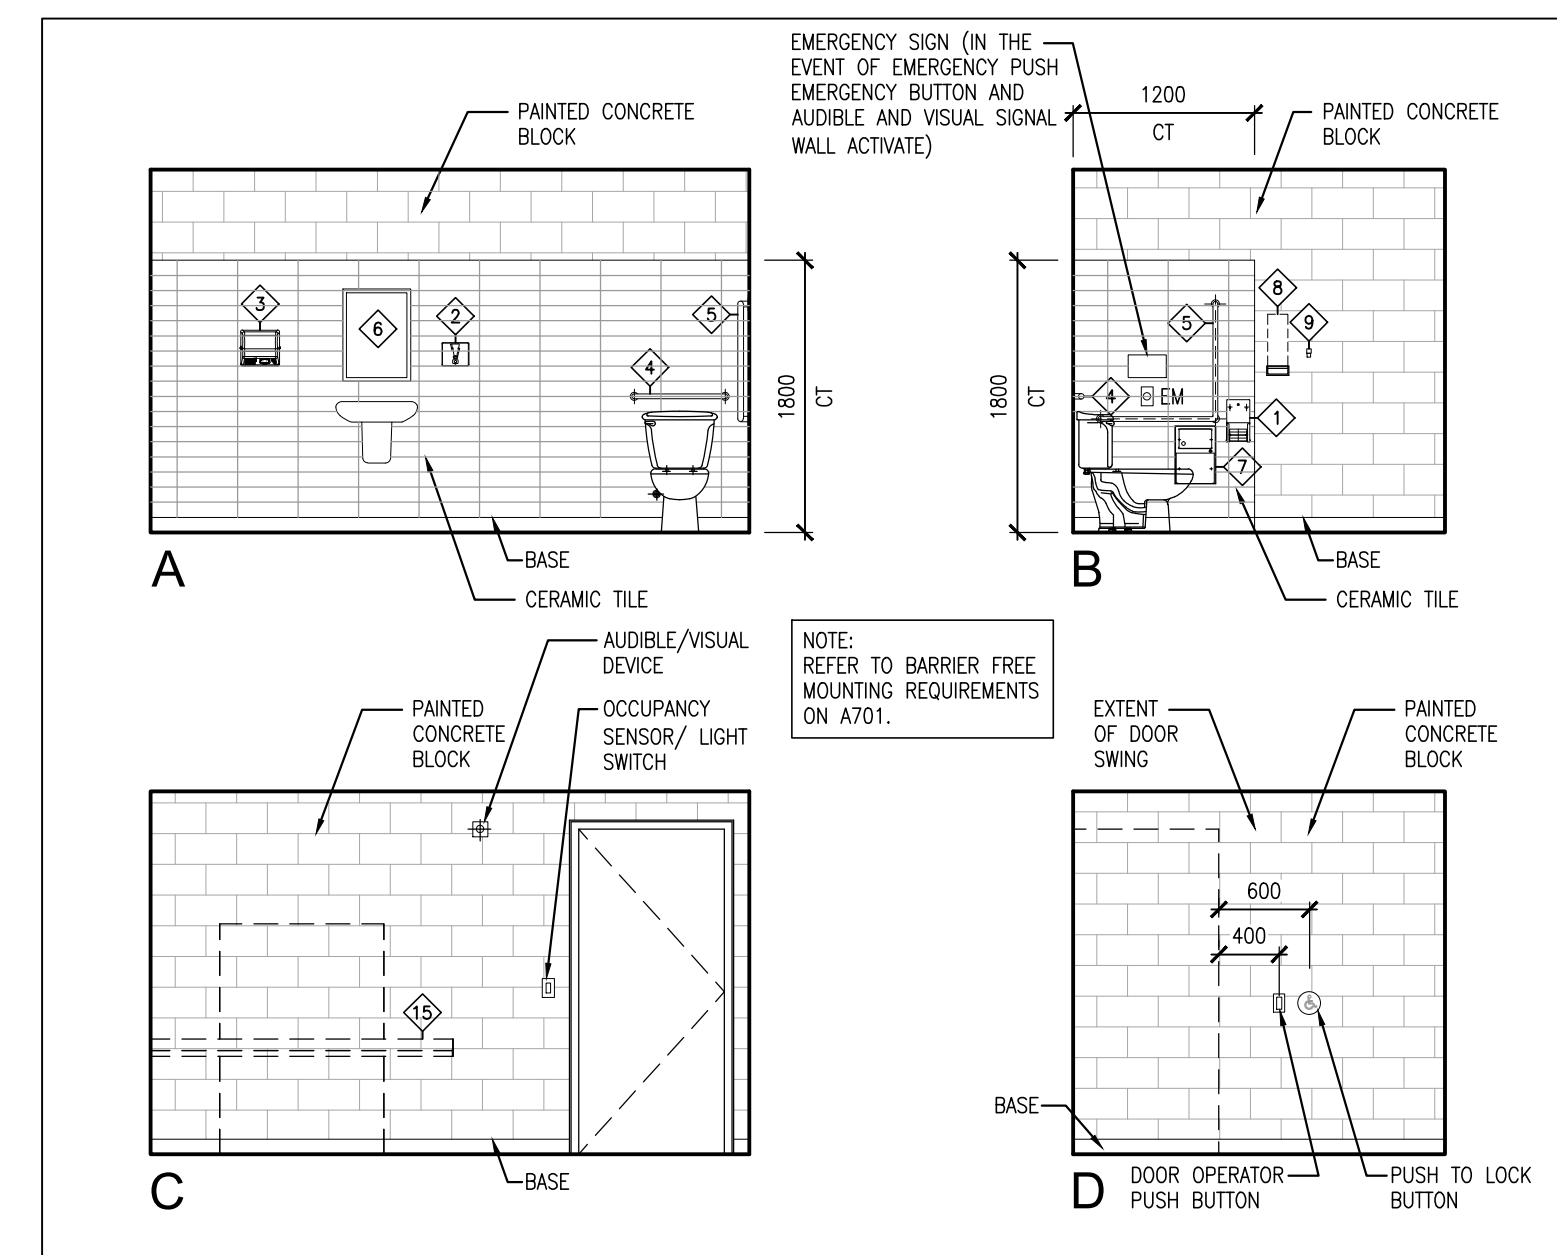 EMERGENCY SIGN (IN THE
EVENT OF EMERGENCY PUSH
EMERGENCY BUTTON AND
AUDIBLE AND VISUAL SIGNAL
WALL ACTIVATE)
PAINTED CONCRETE
BLOCK
1200
CT
PAINTED CONCRETE
BLOCK
3
6
2
5
4
1800
CT
BASE
CERAMIC TILE
A
1800
CT
8
5
9
4
EM
1
7
BASE
CERAMIC TILE
B
NOTE:
REFER TO BARRIER FREE
MOUNTING REQUIREMENTS
ON A701.
AUDIBLE/VISUAL
DEVICE
PAINTED
CONCRETE
BLOCK
OCCUPANCY
SENSOR/ LIGHT
SWITCH
15
BASE
C
EXTENT
OF DOOR
SWING
PAINTED
CONCRETE
BLOCK
600
400
BASE
D
DOOR OPERATOR
PUSH BUTTON
PUSH TO LOCK
BUTTON